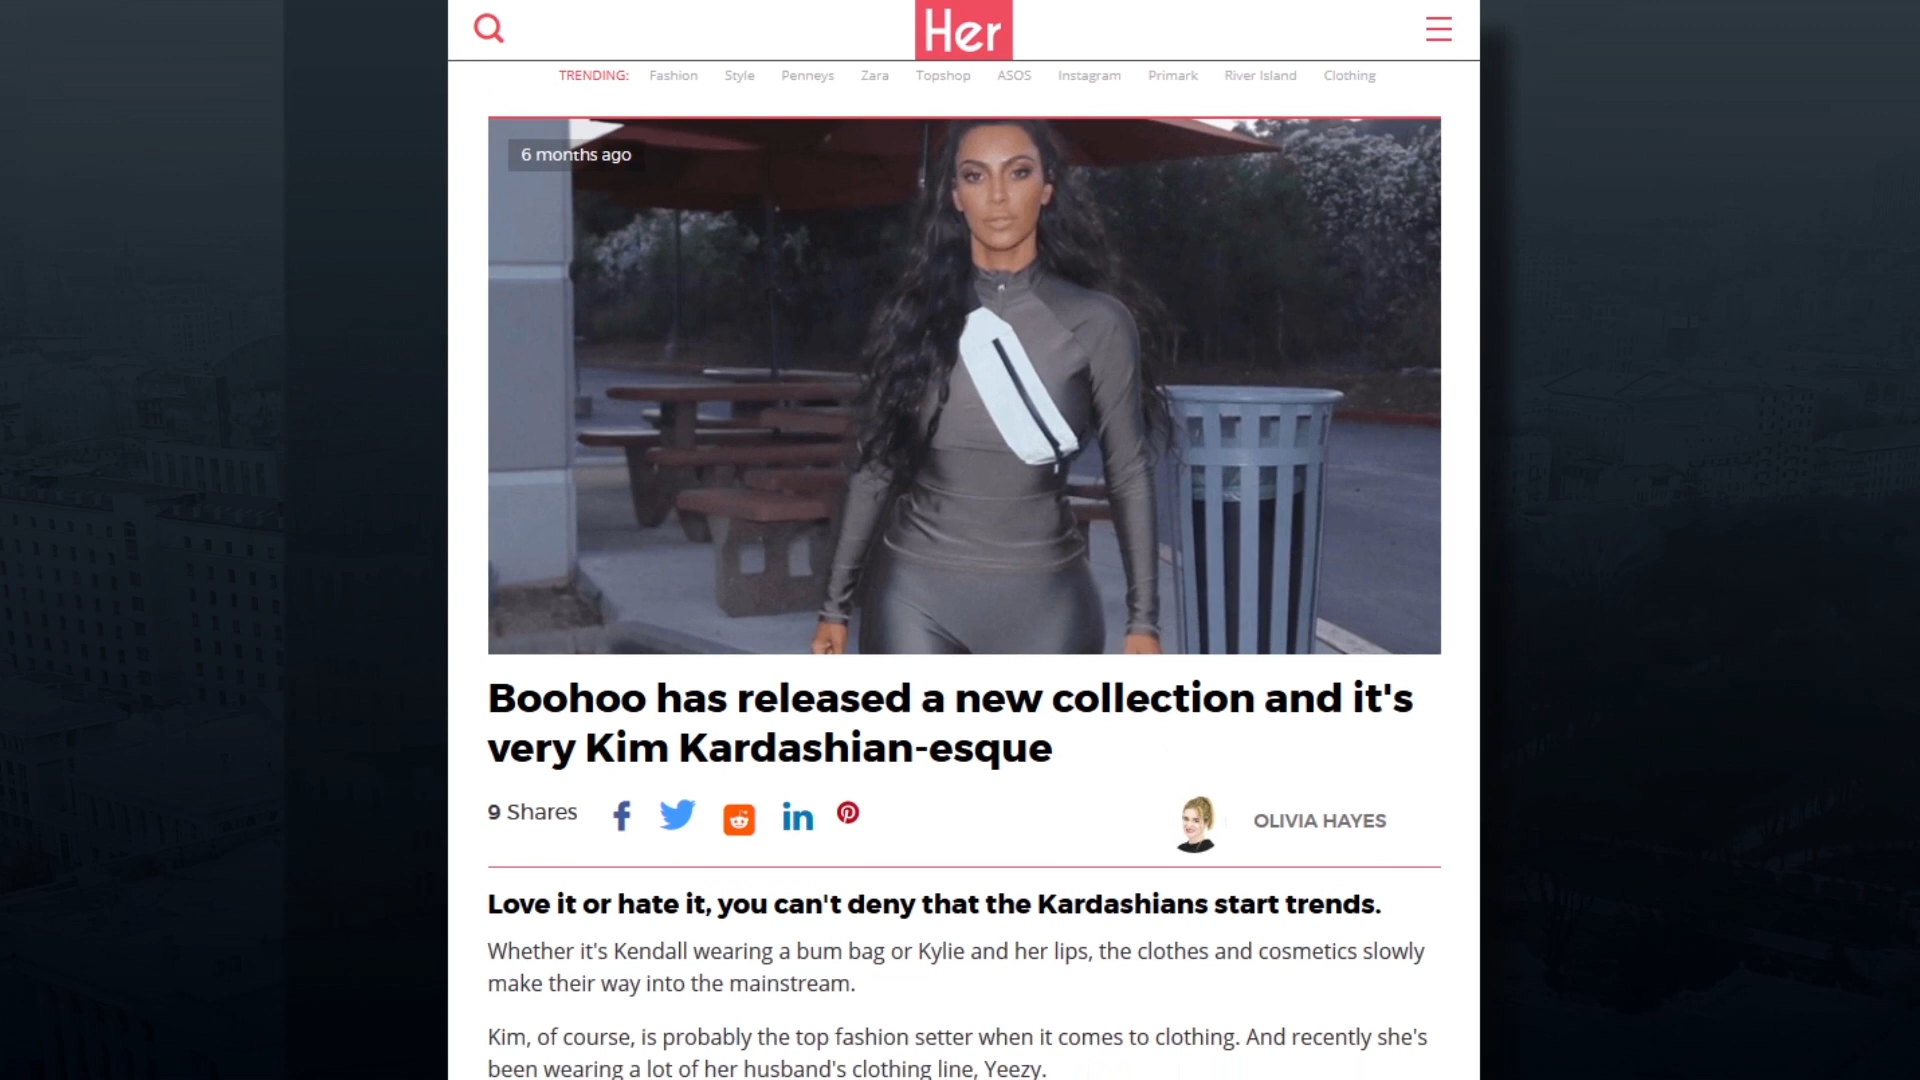 Her
TRENDING: Fashion Style Penneys Zara Topshop ASOS Instagram Primark River Island Clothing
6 months ago
Boohoo has released a new collection and it's
very Kim Kardashian-esque
9 Shares
OLIVIA HAYES
Love it or hate it, you can't deny that the Kardashians start trends.
Whether it's Kendall wearing a bum bag or Kylie and her lips, the clothes and cosmetics slowly
make their way into the mainstream.
Kim, of course, is probably the top fashion setter when it comes to clothing. And recently she's
been wearing a lot of her husband's clothing line, Yeezy.